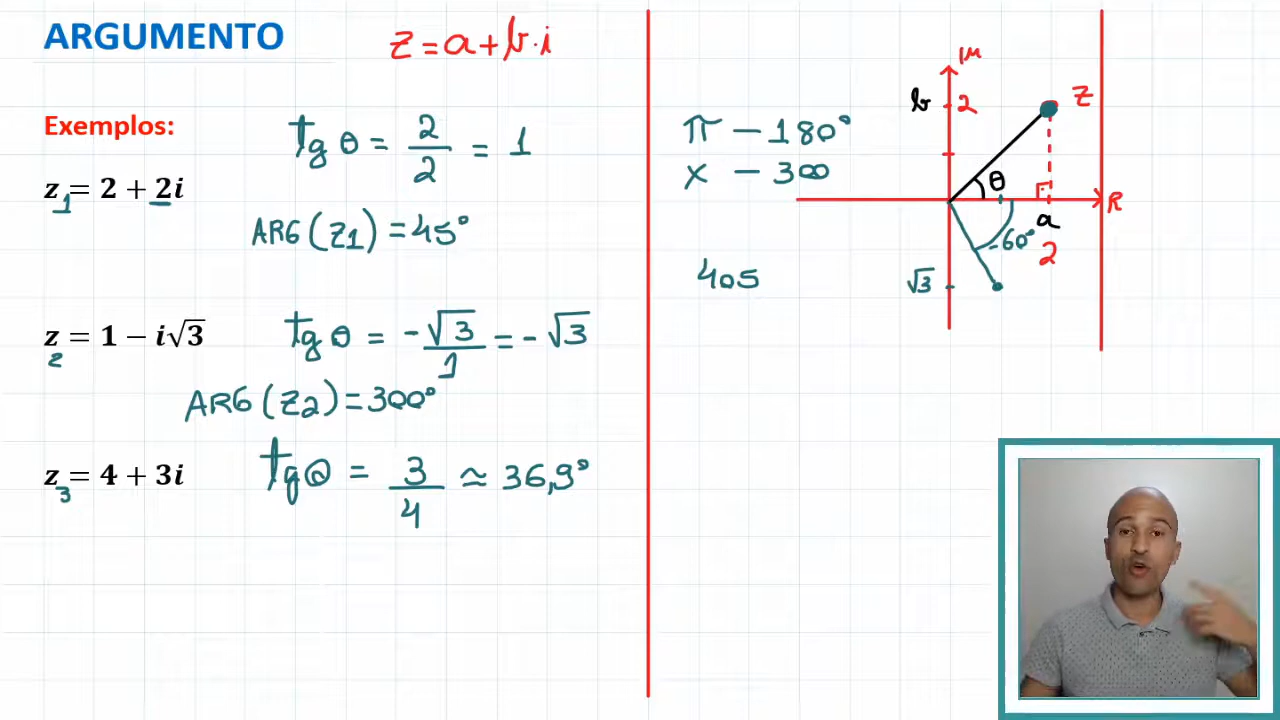 ARGUMENTO
z = a + b · i
Exemplos:
tg θ = 2/2 = 1
z1 = 2 + 2i
ARG (z1) = 45°
z2 = 1 − i√3
tg θ = -√3/1 = -√3
ARG (z2) = 300°
z3 = 4 + 3i
tg θ = 3/4 ≈ 36,9°
π — 180°
x — 300
405
IM
b 2
z
θ
R
a
2
-60°
√3